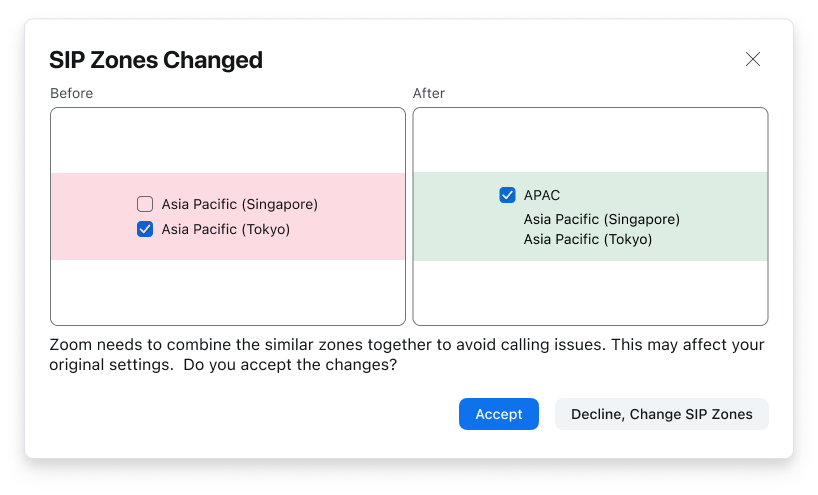 SIP Zones Changed
Before
After
Asia Pacific (Singapore)
Asia Pacific (Tokyo)
APAC
Asia Pacific (Singapore)
Asia Pacific (Tokyo)
Zoom needs to combine the similar zones together to avoid calling issues. This may affect your
original settings.  Do you accept the changes?
Accept
Decline, Change SIP Zones